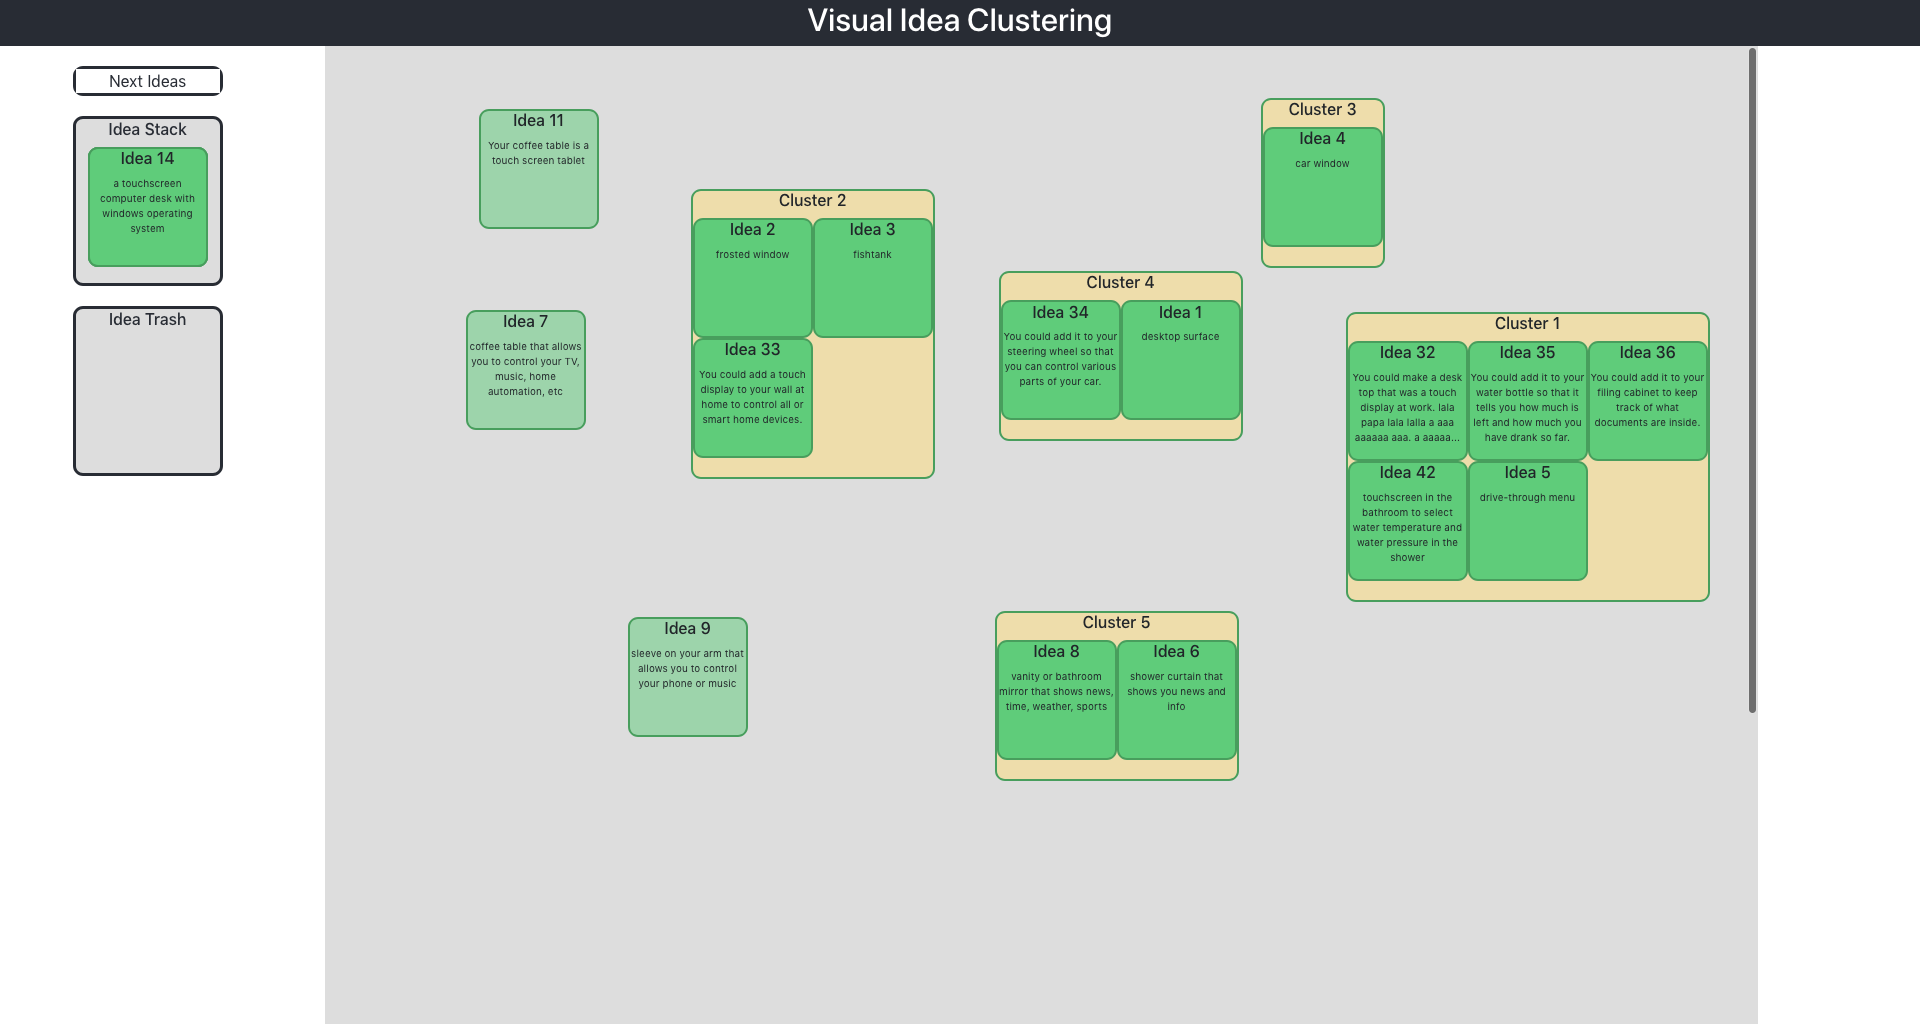 Visual Idea Clustering
Next Ideas
Idea Stack
Idea 14
a touchscreen
computer desk with
windows operating
system
Idea Trash
Idea 11
Your coffee table is a
touch screen tablet
Idea 7
coffee table that allows
you to control your TV,
music, home
automation, etc
Cluster 2
Idea 2
frosted window
Idea 3
fishtank
Idea 33
You could add a touch
display to your wall at
home to control all or
smart home devices.
Cluster 3
Idea 4
car window
Cluster 4
Idea 34
You could add it to your
steering wheel so that
you can control various
parts of your car.
Idea 1
desktop surface
Cluster 1
Idea 32
You could make a desk
top that was a touch
display at work. lala
papa lala lalla a aaa
aaaaaa aaa. a aaaaa...
Idea 35
You could add it to your
water bottle so that it
tells you how much is
left and how much you
have drank so far.
Idea 36
You could add it to your
filing cabinet to keep
track of what
documents are inside.
Idea 42
touchscreen in the
bathroom to select
water temperature and
water pressure in the
shower
Idea 5
drive-through menu
Idea 9
sleeve on your arm that
allows you to control
your phone or music
Cluster 5
Idea 8
vanity or bathroom
mirror that shows news,
time, weather, sports
Idea 6
shower curtain that
shows you news and
info